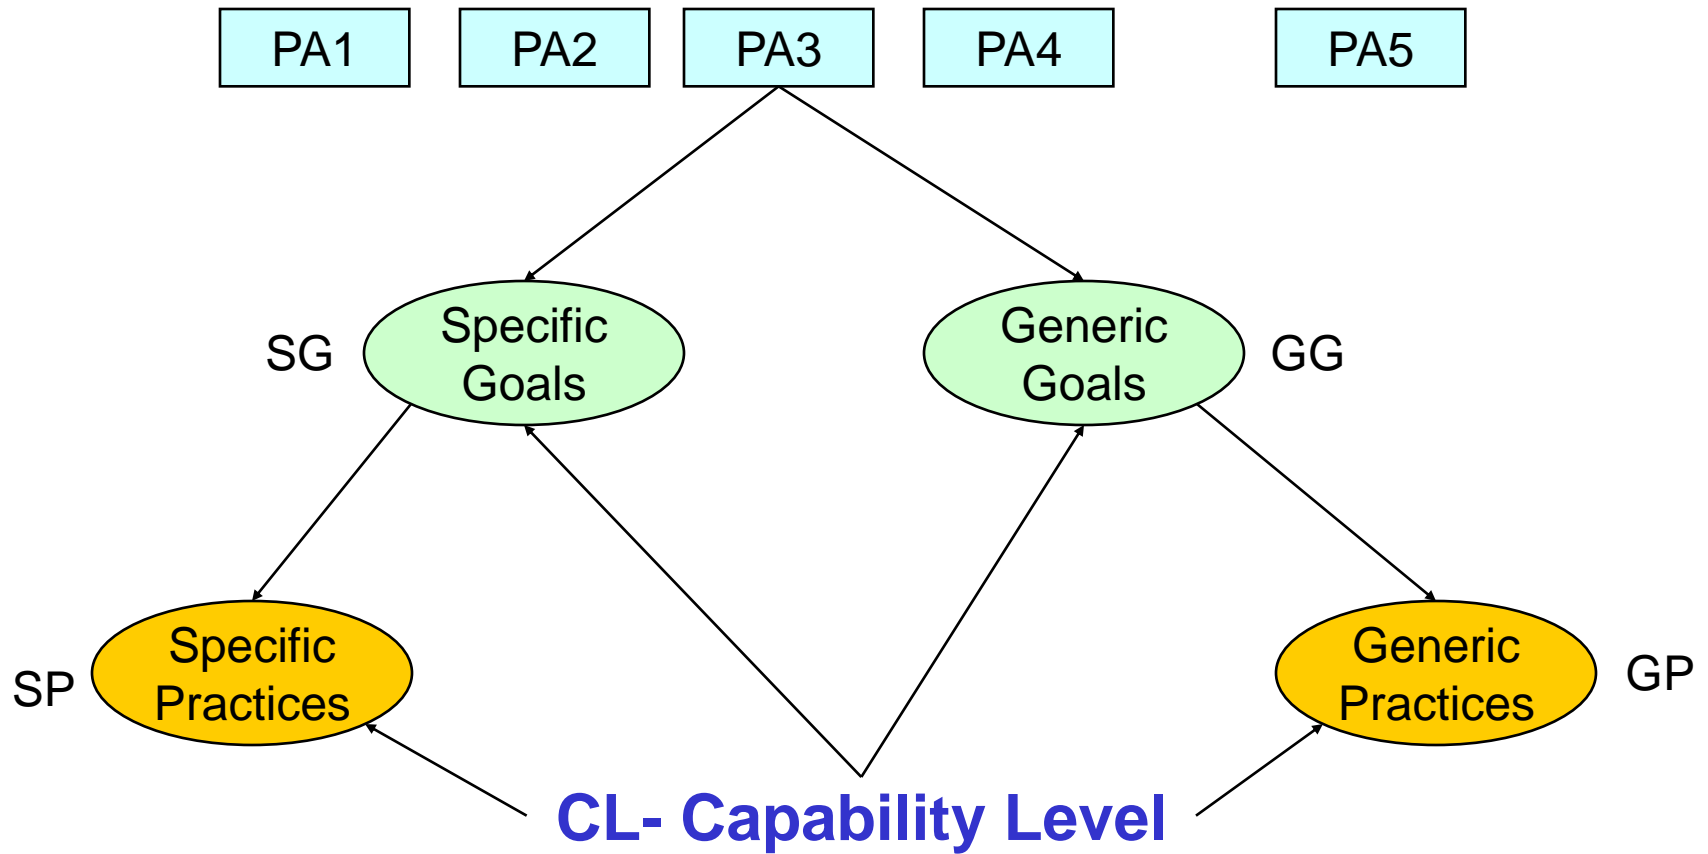 PA1
PA2
PA3
PA4
PA5
SG
Specific
Goals
Generic
Goals
GG
SP
Specific
Practices
Generic
Practices
GP
CL- Capability Level